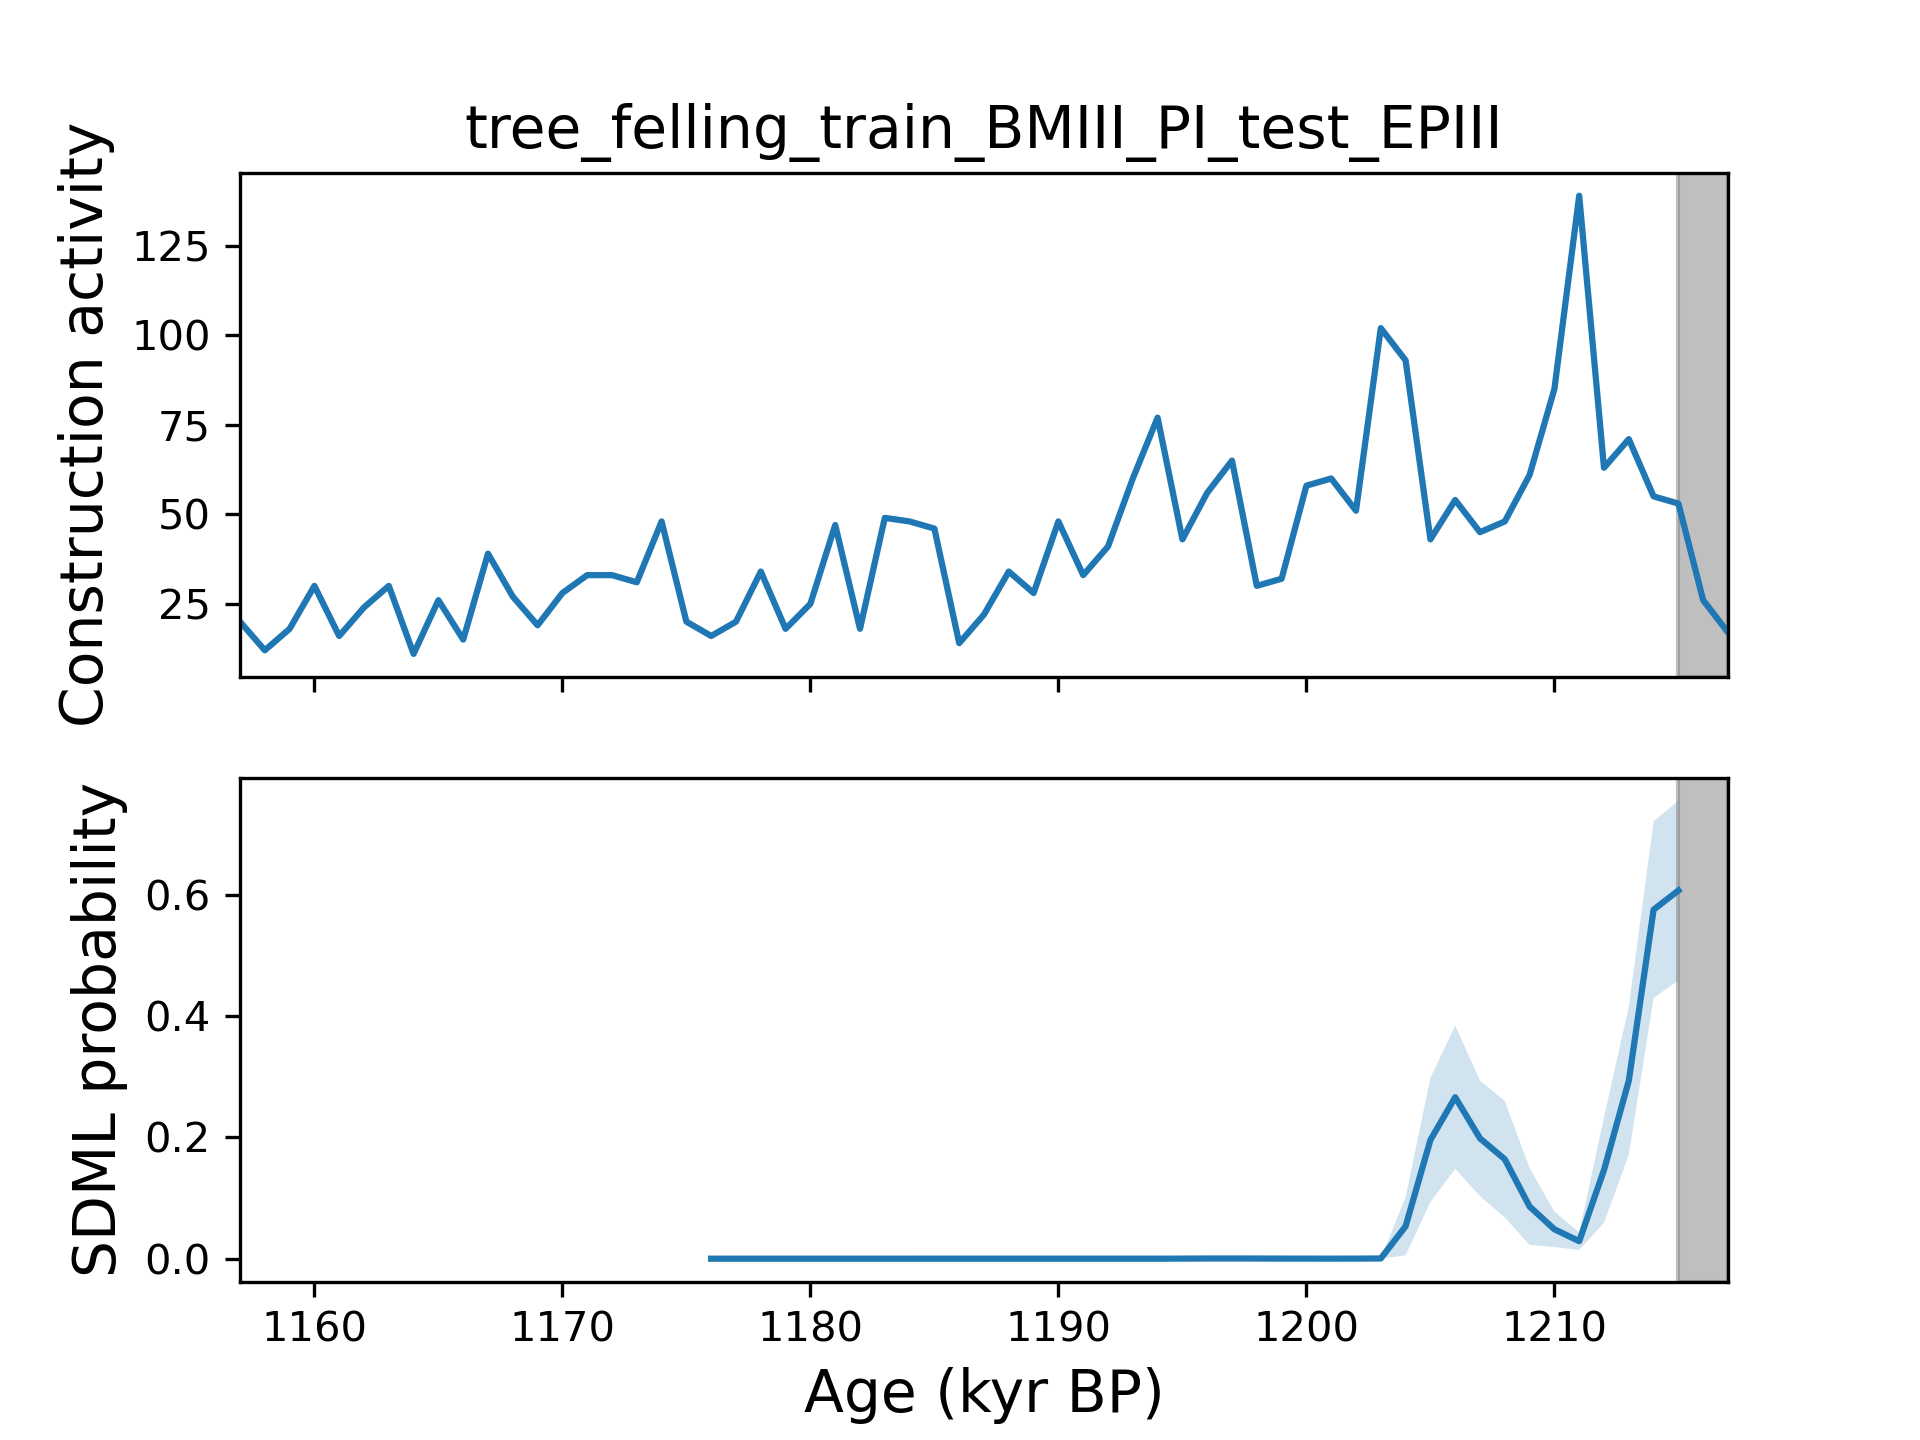 tree_felling_train_BMIII_PI_test_EPIII
Construction activity
125
100
75
50
25
SDML probability
0.6
0.4
0.2
0.0
1160 1170 1180 1190 1200 1210
Age (kyr BP)